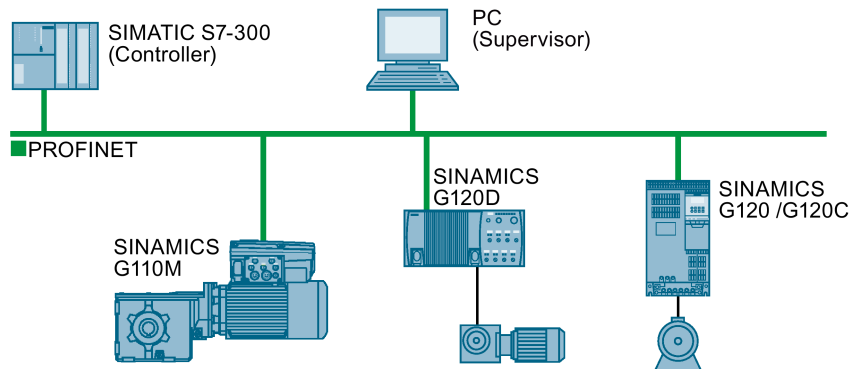 SIMATIC S7-300
(Controller)
PC
(Supervisor)
PROFINET
SINAMICS
G110M
SINAMICS
G120D
SINAMICS
G120 /G120C